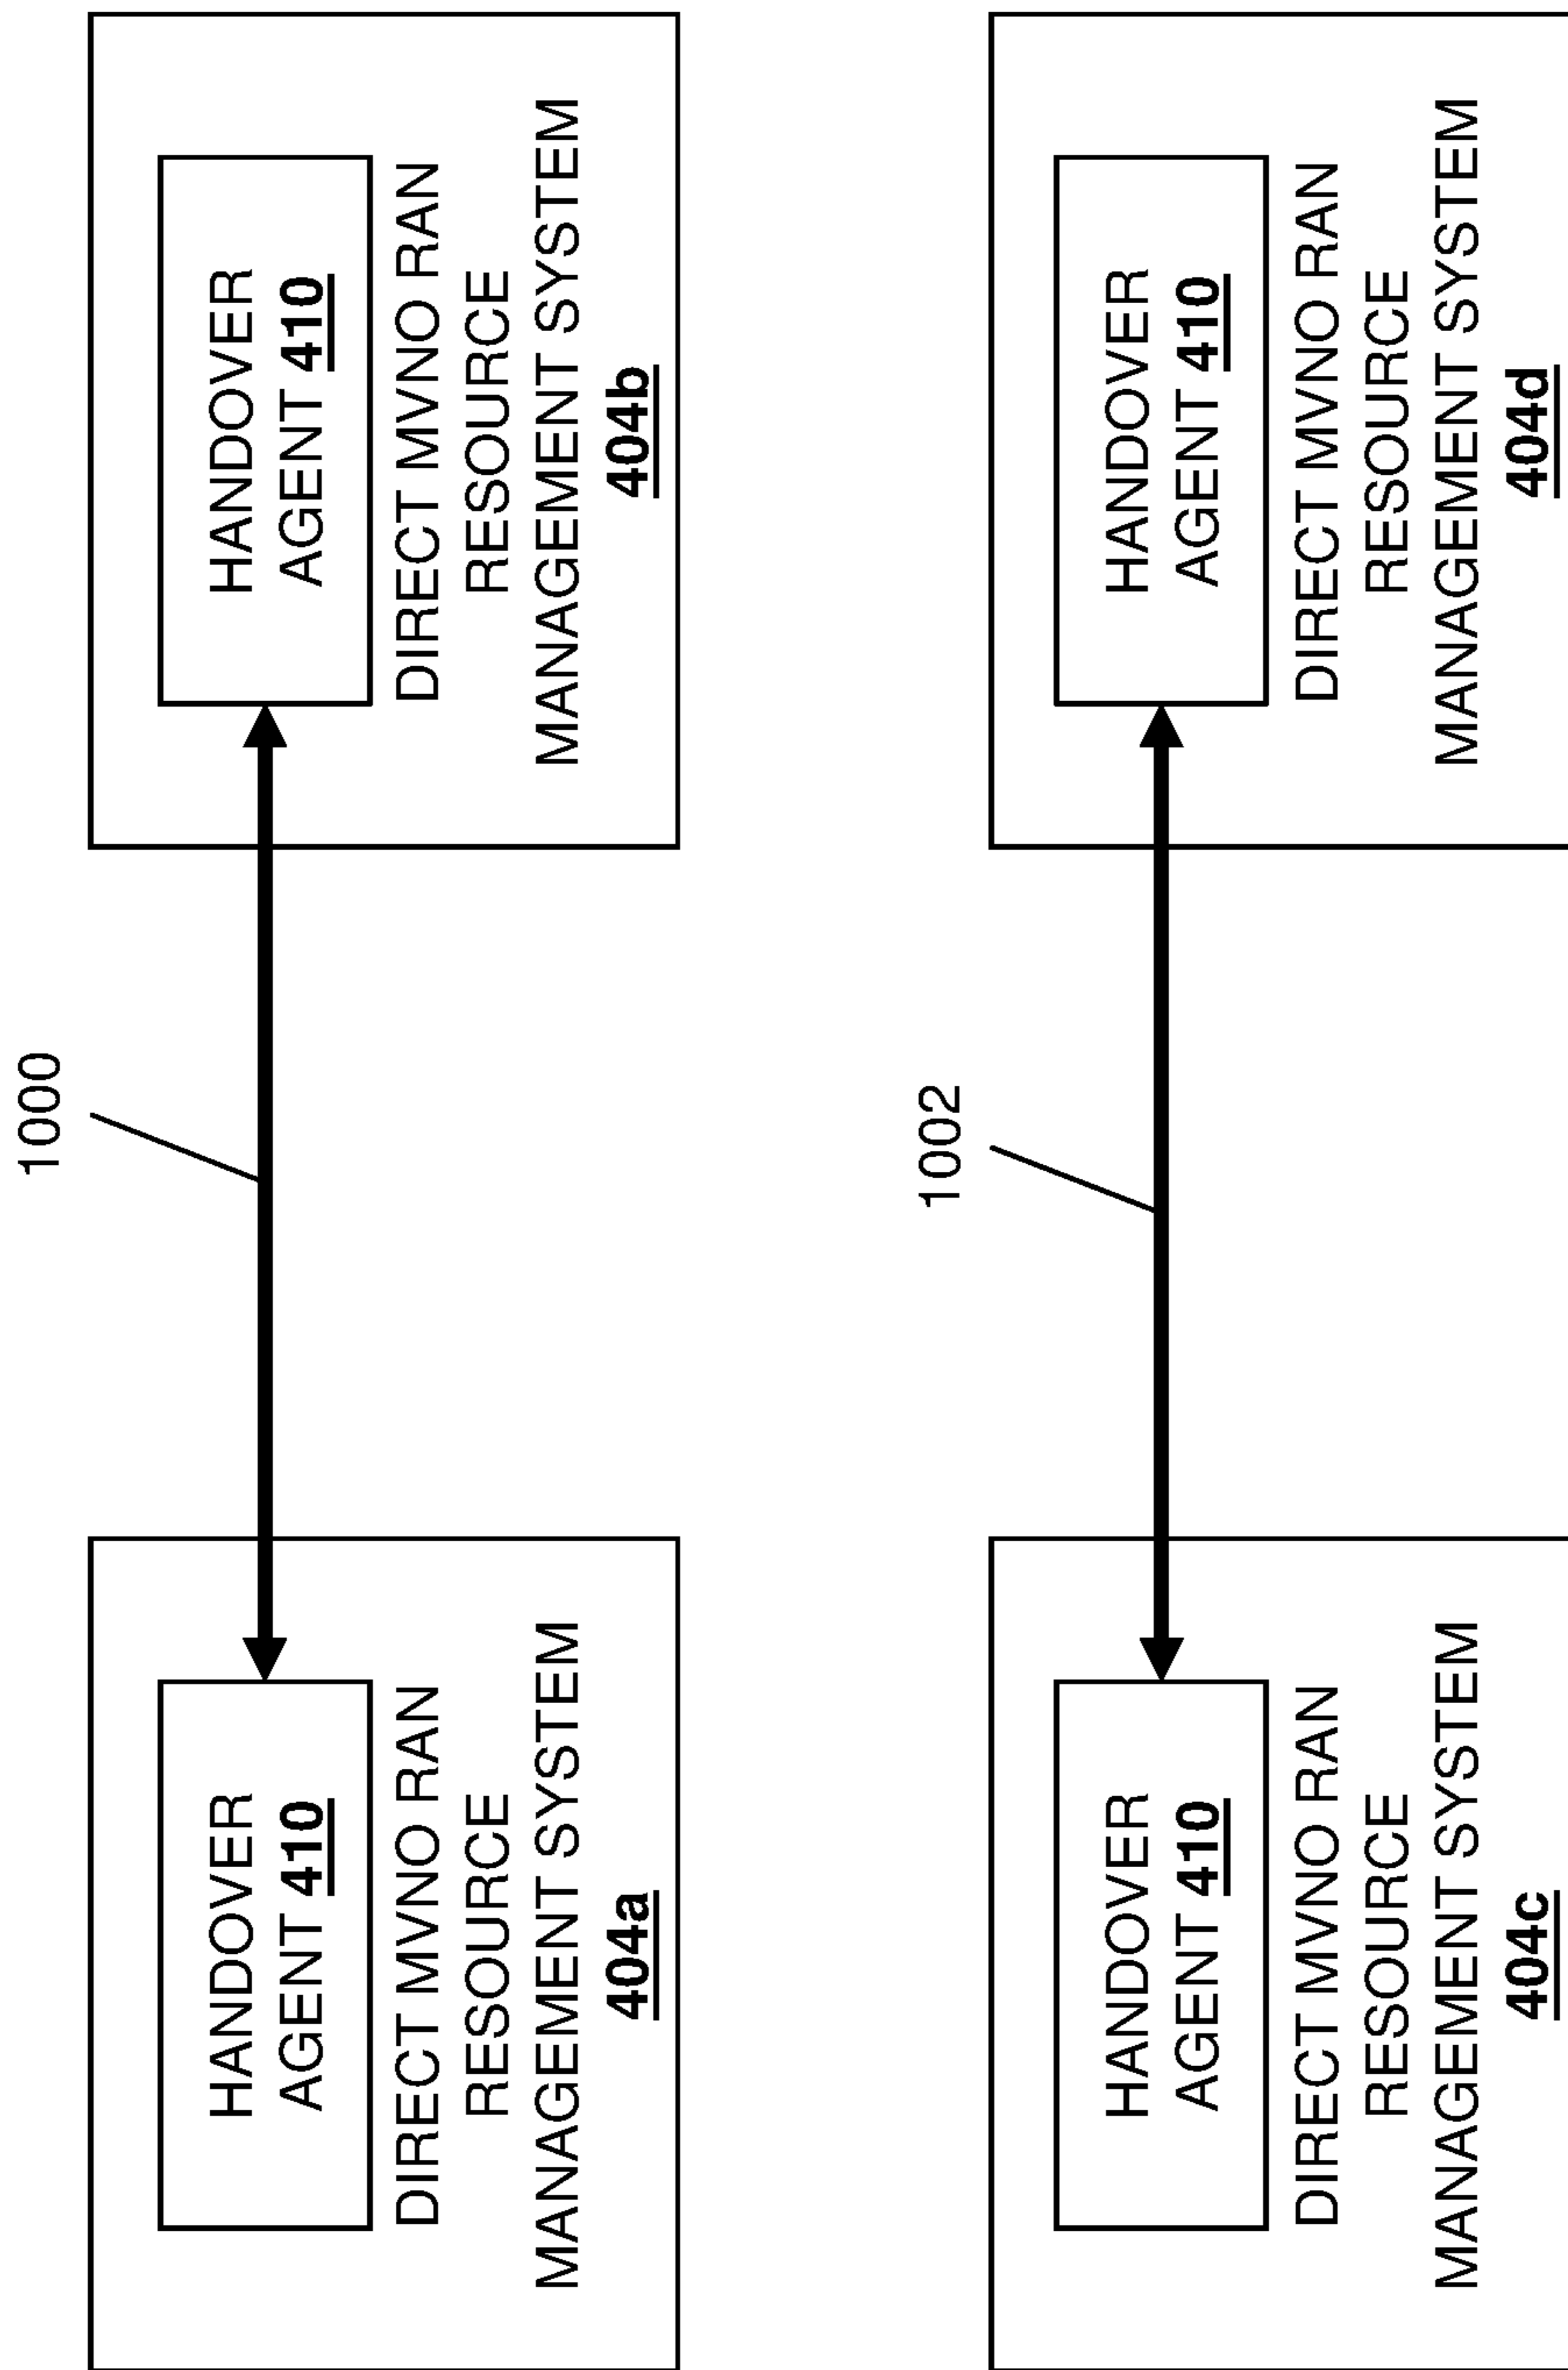 1000
HANDOVER
AGENT 410
DIRECT MVNO RAN
RESOURCE
MANAGEMENT SYSTEM
404a
HANDOVER
AGENT 410
DIRECT MVNO RAN
RESOURCE
MANAGEMENT SYSTEM
404b
1002
HANDOVER
AGENT 410
DIRECT MVNO RAN
RESOURCE
MANAGEMENT SYSTEM
404c
HANDOVER
AGENT 410
DIRECT MVNO RAN
RESOURCE
MANAGEMENT SYSTEM
404d